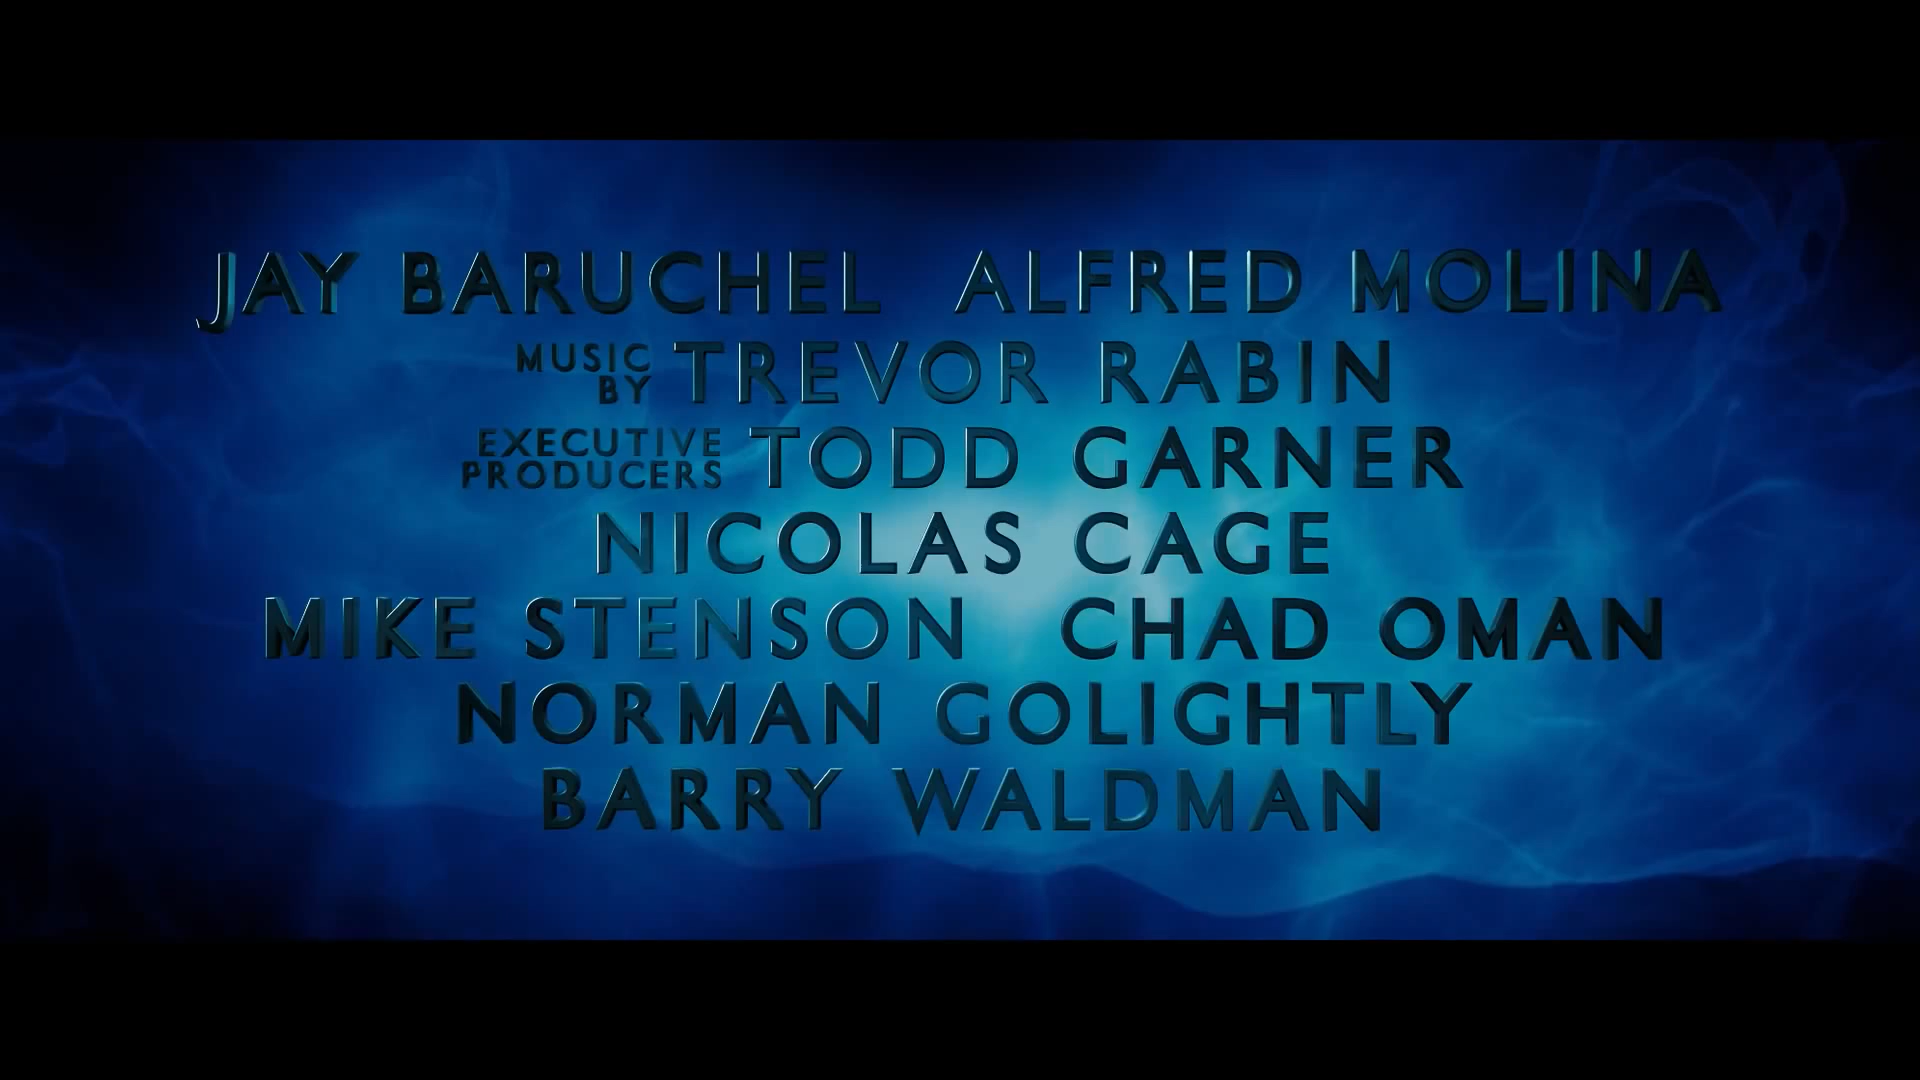 JAY BARUCHEL ALFRED MOLINA
MUSIC BY TREVOR RABIN
EXECUTIVE PRODUCERS TODD GARNER
NICOLAS CAGE
MIKE STENSON CHAD OMAN
NORMAN GOLIGHTLY
BARRY WALDMAN